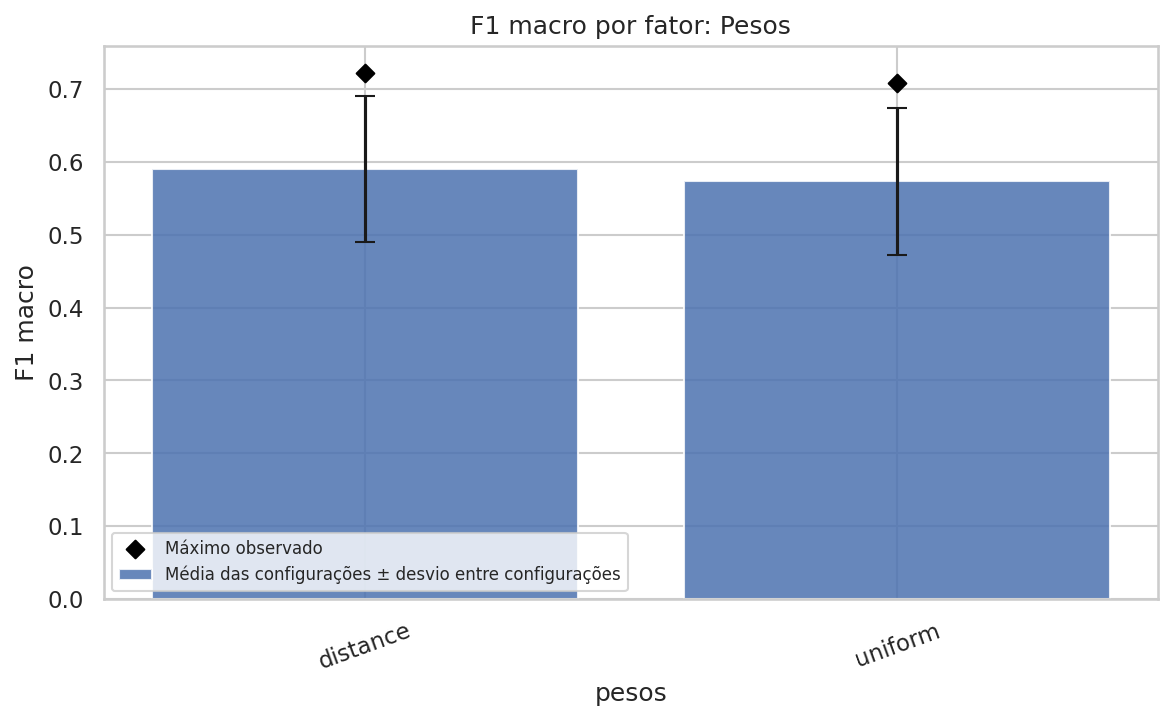 F1 macro por fator: Pesos
F1 macro
0.7
0.6
0.5
0.4
0.3
0.2
0.1
0.0
Máximo observado
Média das configurações ± desvio entre configurações
distance
uniform
pesos